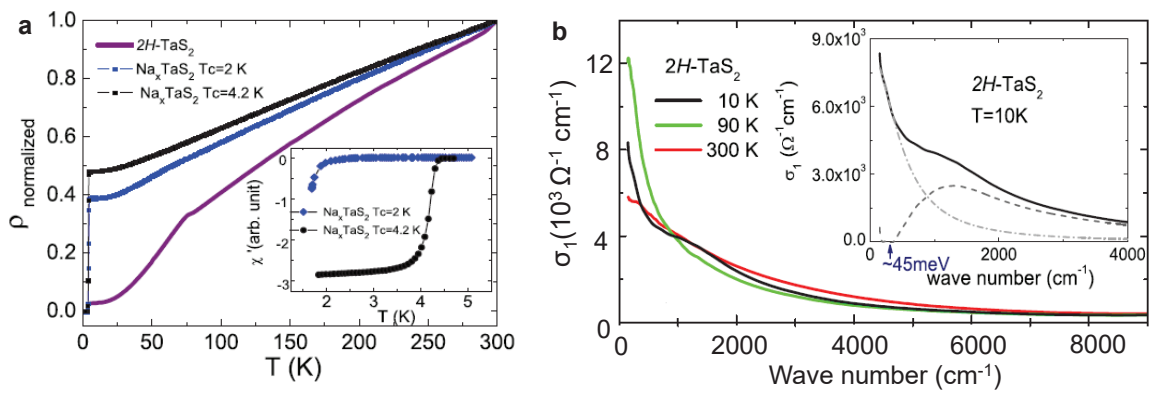 a
ρ normalized
1.0
0.8
0.6
0.4
0.2
0.0
2H-TaS2
NaxTaS2 Tc=2 K
NaxTaS2 Tc=4.2 K
χ '(arb. unit)
0
-1
-2
-3
NaxTaS2 Tc=2 K
NaxTaS2 Tc=4.2 K
2 3 4 5
T (K)
0 50 100 150 200 250 300
T (K)
b
σ1(10³ Ω-1 cm-1)
12
8
4
0
2H-TaS2
10 K
90 K
300 K
σ1 (Ω-1cm-1)
9.0x10³
6.0x10³
3.0x10³
0.0
2H-TaS2
T=10K
0 2000 4000
~45meV
wave number (cm-1)
0 2000 4000 6000 8000
Wave number (cm-1)